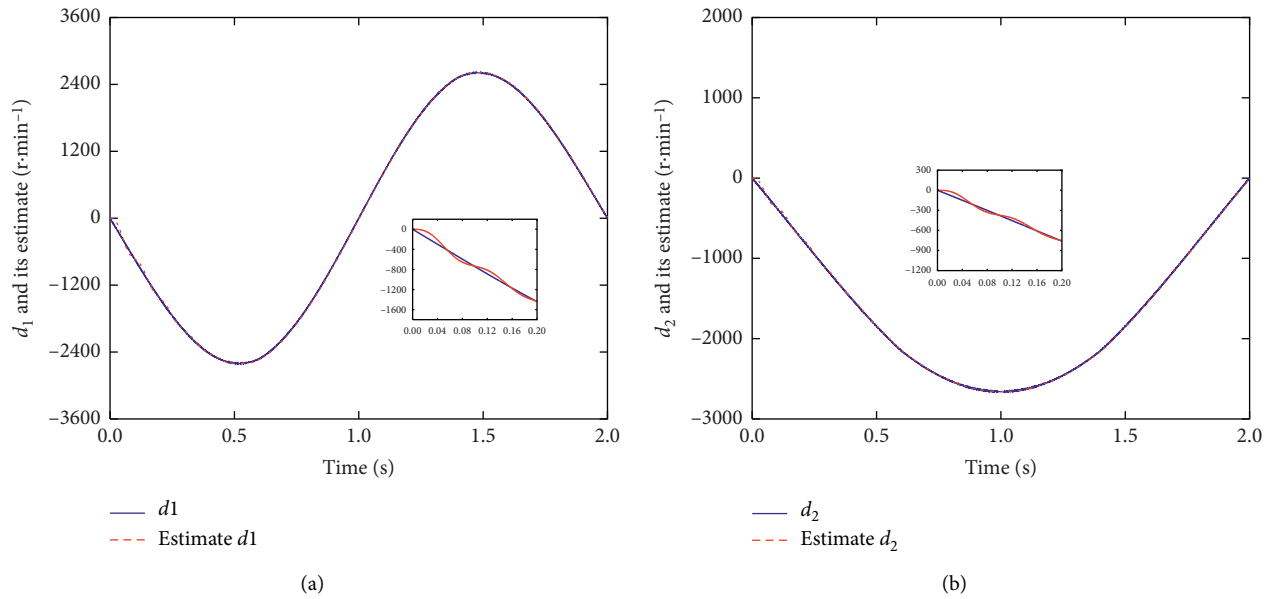 3600
2400
1200
0
−1200
−2400
−3600
d1 and its estimate (r·min−1)
0
−400
−800
−1200
−1600
0.00 0.04 0.08 0.12 0.16 0.20
0.0 0.5 1.0 1.5 2.0
Time (s)
d1
Estimate d1
(a)
2000
1000
0
−1000
−2000
−3000
d2 and its estimate (r·min−1)
300
0
−300
−600
−900
−1200
0.00 0.04 0.08 0.12 0.16 0.20
0.0 0.5 1.0 1.5 2.0
Time (s)
d2
Estimate d2
(b)